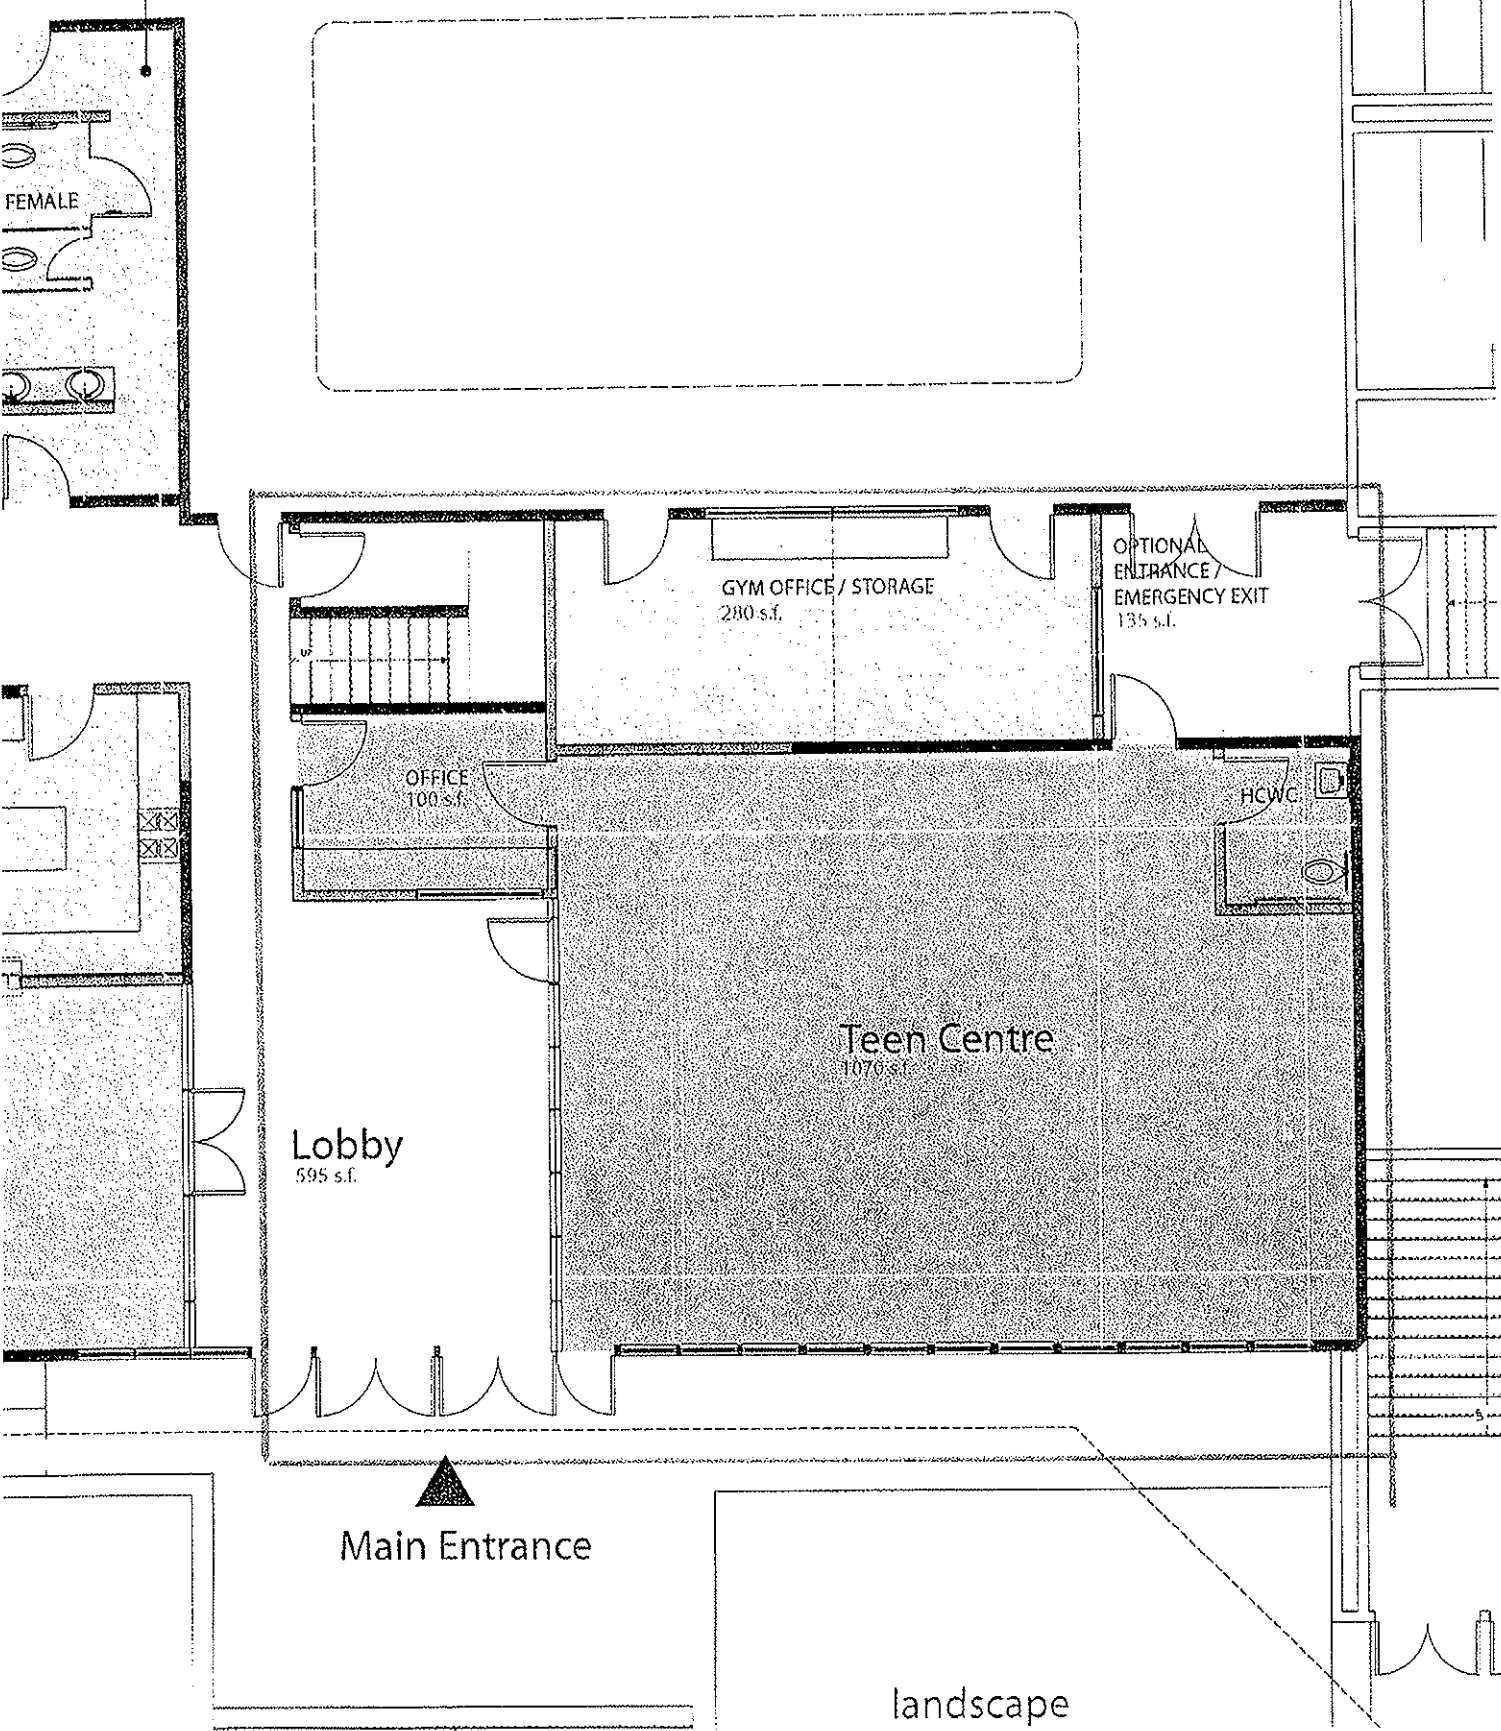 FEMALE
GYM OFFICE / STORAGE
280 s.f.
OPTIONAL
ENTRANCE /
EMERGENCY EXIT
135 s.f.
UP
OFFICE
100 s.f.
HCWC
Teen Centre
1070 s.f.
Lobby
595 s.f.
Main Entrance
landscape